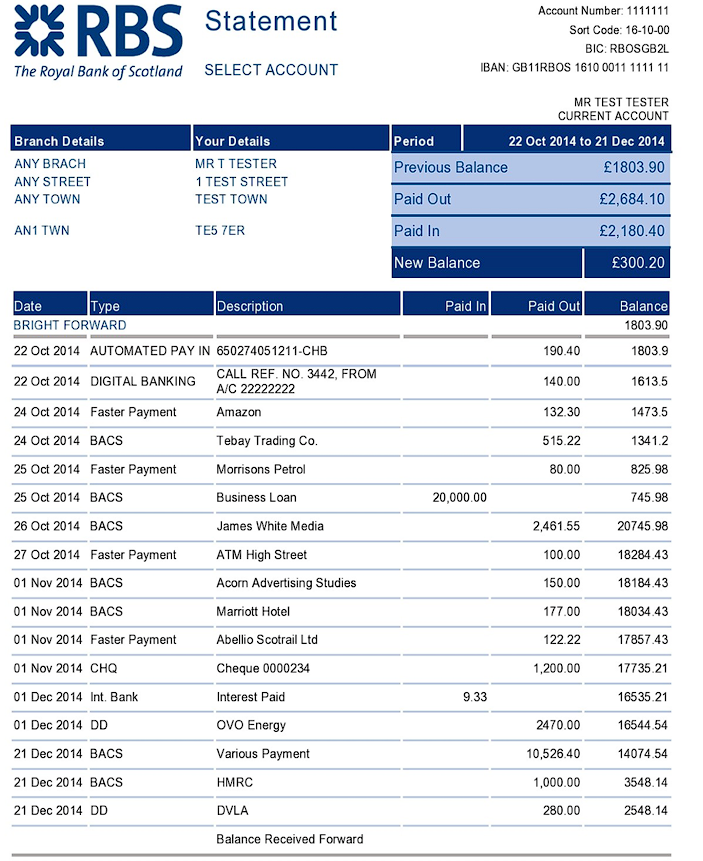 RBS
The Royal Bank of Scotland
Statement
SELECT ACCOUNT
Account Number: 1111111
Sort Code: 16-10-00
BIC: RBOSGB2L
IBAN: GB11RBOS 1610 0011 1111 11
MR TEST TESTER
CURRENT ACCOUNT
Branch Details Your Details Period 22 Oct 2014 to 21 Dec 2014
ANY BRACH MR T TESTER Previous Balance £1803.90
ANY STREET 1 TEST STREET
ANY TOWN TEST TOWN Paid Out £2,684.10
AN1 TWN TE5 7ER Paid In £2,180.40
New Balance £300.20
Date Type Description Paid In Paid Out Balance
BRIGHT FORWARD 1803.90
22 Oct 2014 AUTOMATED PAY IN 650274051211-CHB 190.40 1803.9
22 Oct 2014 DIGITAL BANKING CALL REF. NO. 3442, FROM
A/C 22222222 140.00 1613.5
24 Oct 2014 Faster Payment Amazon 132.30 1473.5
24 Oct 2014 BACS Tebay Trading Co. 515.22 1341.2
25 Oct 2014 Faster Payment Morrisons Petrol 80.00 825.98
25 Oct 2014 BACS Business Loan 20,000.00 745.98
26 Oct 2014 BACS James White Media 2,461.55 20745.98
27 Oct 2014 Faster Payment ATM High Street 100.00 18284.43
01 Nov 2014 BACS Acorn Advertising Studies 150.00 18184.43
01 Nov 2014 BACS Marriott Hotel 177.00 18034.43
01 Nov 2014 Faster Payment Abellio Scotrail Ltd 122.22 17857.43
01 Nov 2014 CHQ Cheque 0000234 1,200.00 17735.21
01 Dec 2014 Int. Bank Interest Paid 9.33 16535.21
01 Dec 2014 DD OVO Energy 2470.00 16544.54
21 Dec 2014 BACS Various Payment 10,526.40 14074.54
21 Dec 2014 BACS HMRC 1,000.00 3548.14
21 Dec 2014 DD DVLA 280.00 2548.14
Balance Received Forward